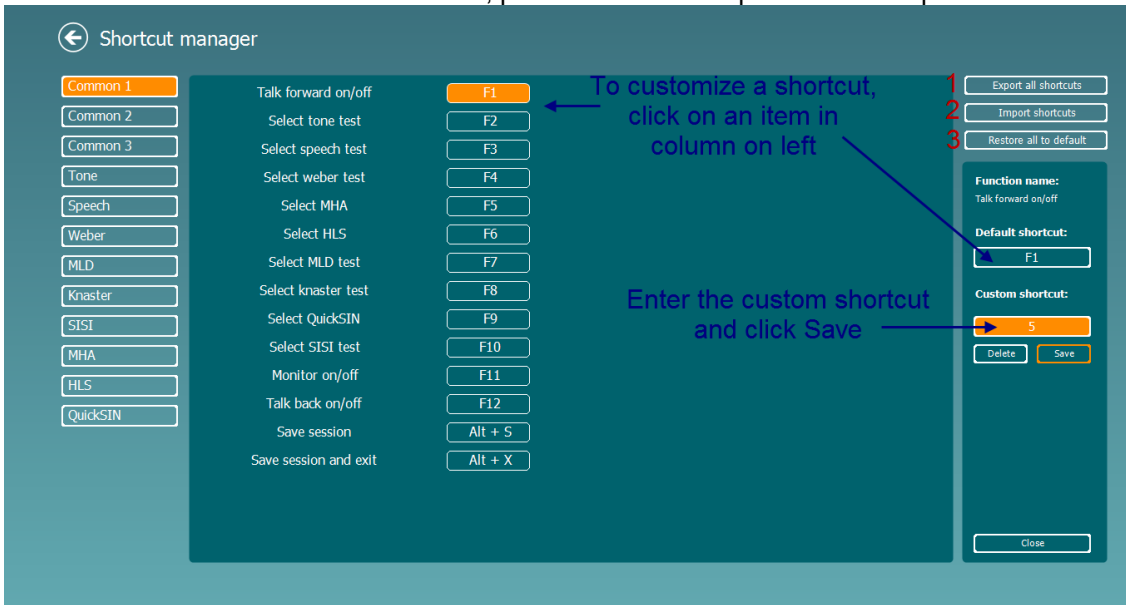 Shortcut manager
Common 1
Common 2
Common 3
Tone
Speech
Weber
MLD
Knaster
SISI
MHA
HLS
QuickSIN
Talk forward on/off F1
Select tone test F2
Select speech test F3
Select weber test F4
Select MHA F5
Select HLS F6
Select MLD test F7
Select knaster test F8
Select QuickSIN F9
Select SISI test F10
Monitor on/off F11
Talk back on/off F12
Save session Alt + S
Save session and exit Alt + X
To customize a shortcut,
click on an item in
column on left
Enter the custom shortcut
and click Save
1 Export all shortcuts
2 Import shortcuts
3 Restore all to default
Function name:
Talk forward on/off
Default shortcut:
F1
Custom shortcut:
5
Delete Save
Close